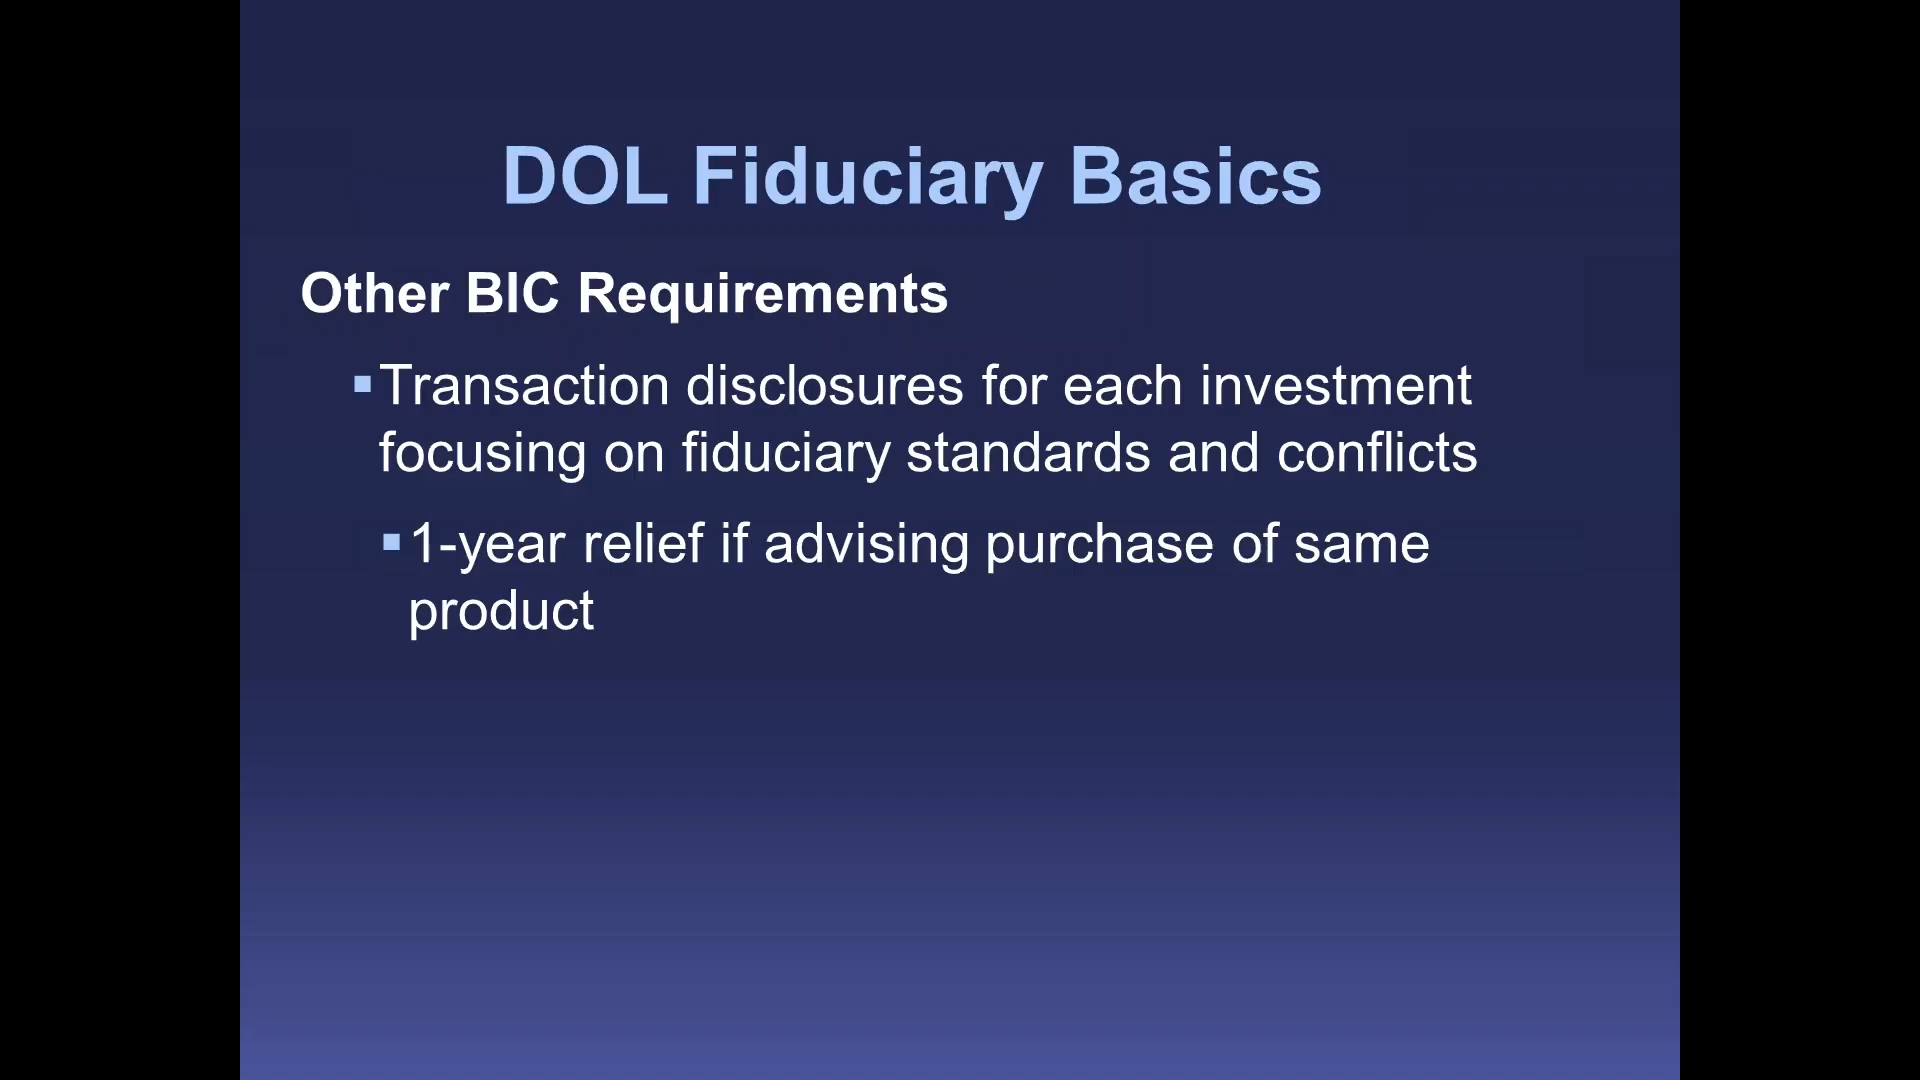 DOL Fiduciary Basics
Other BIC Requirements
▪Transaction disclosures for each investment
focusing on fiduciary standards and conflicts
▪1-year relief if advising purchase of same
product